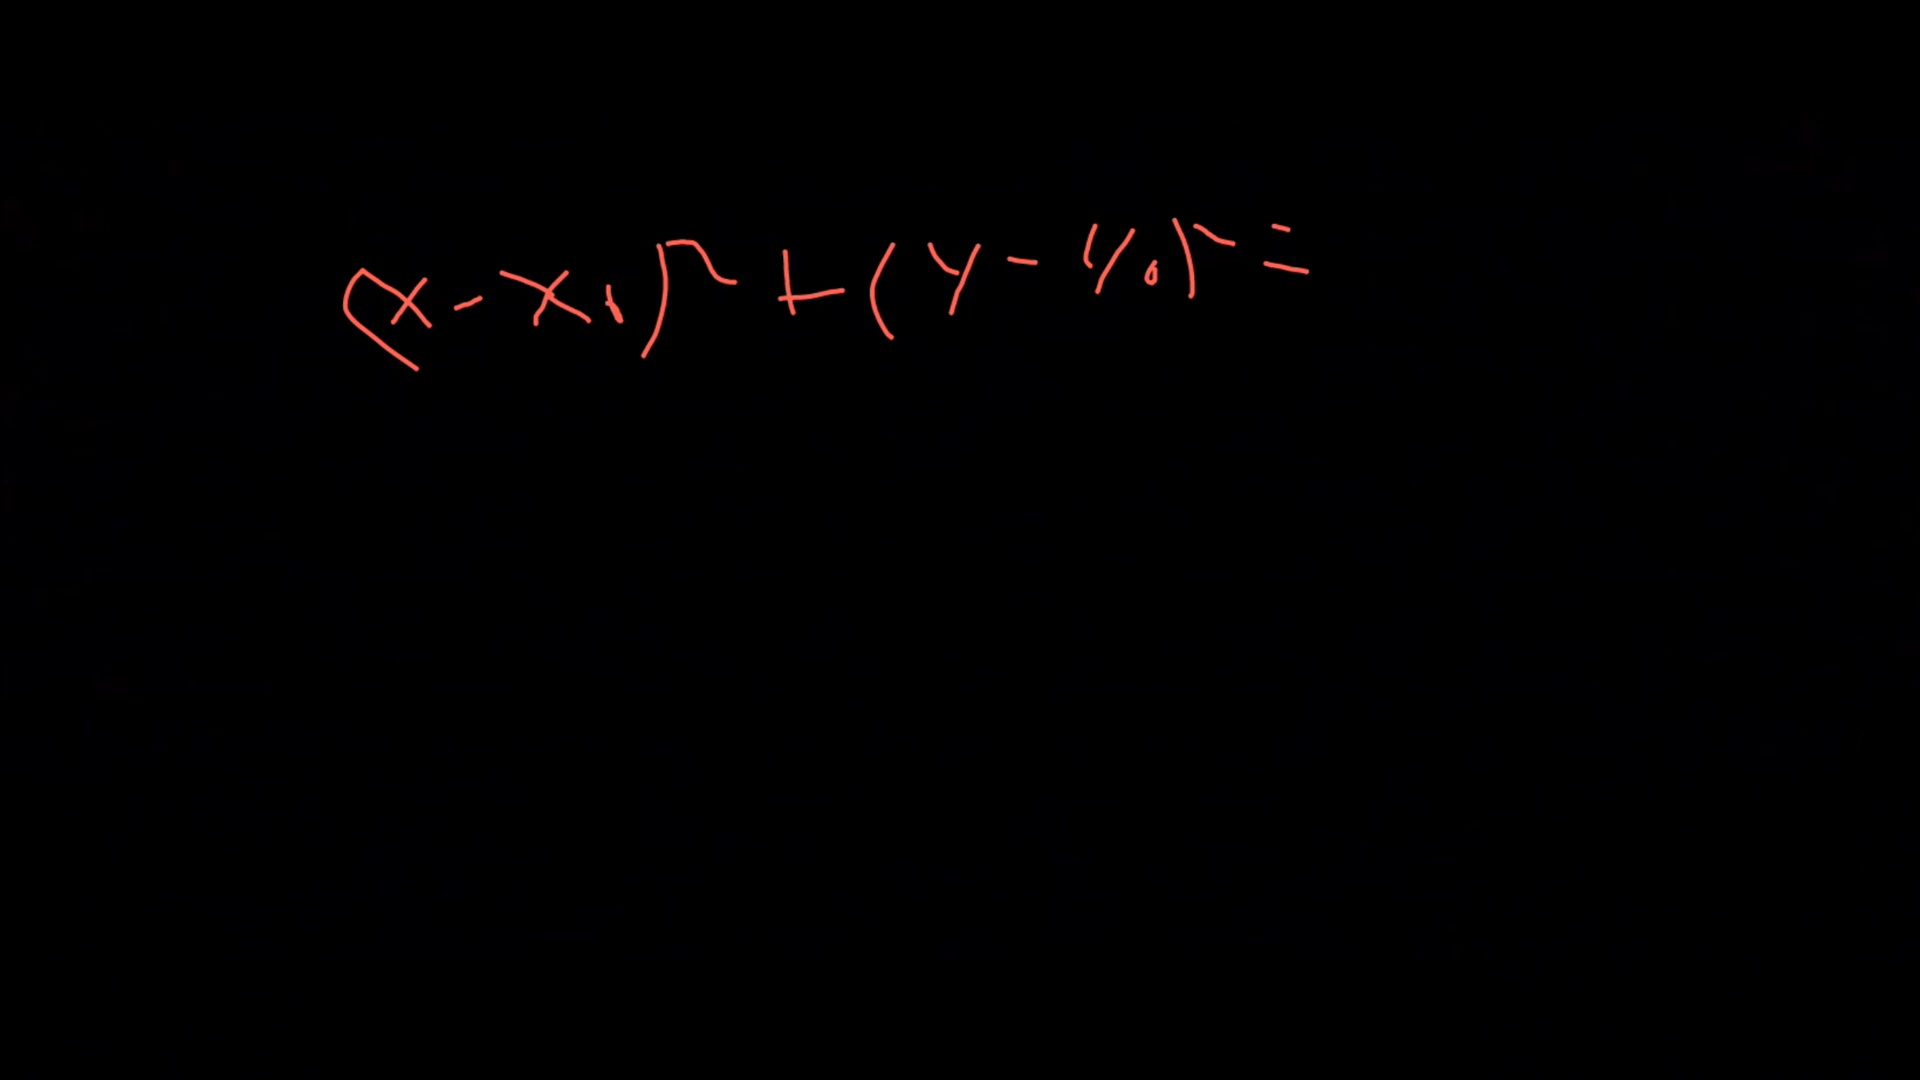 (x-x₀)² + (y-y₀)² =